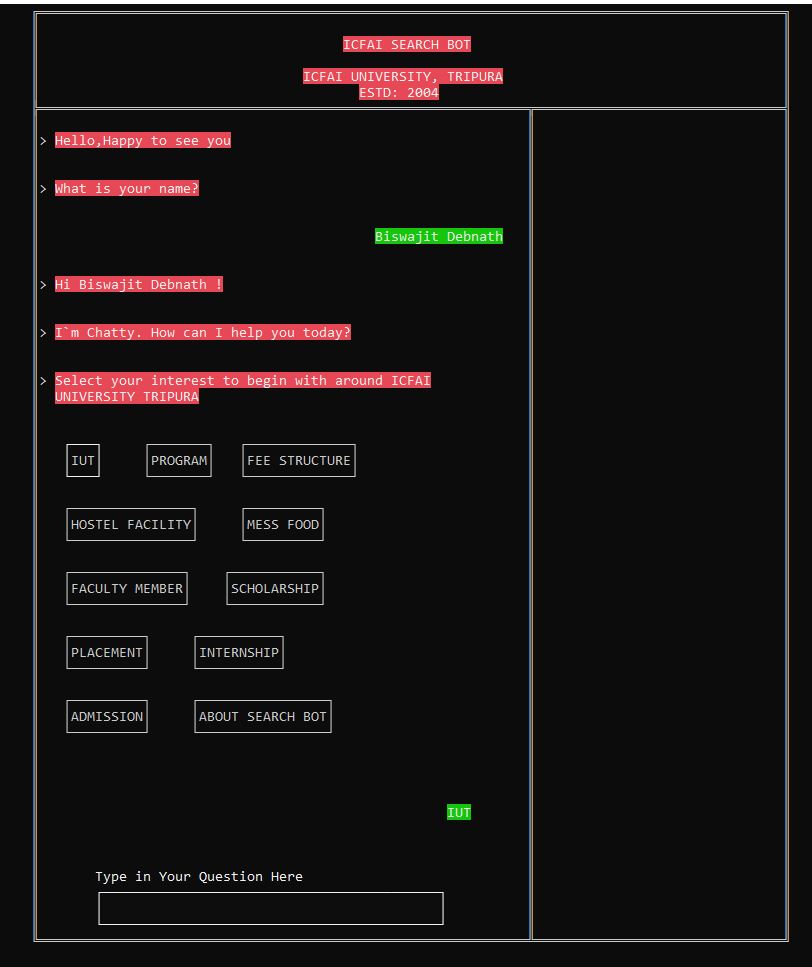 ICFAI SEARCH BOT
ICFAI UNIVERSITY, TRIPURA
ESTD: 2004
> Hello,Happy to see you
> What is your name?
Biswajit Debnath
> Hi Biswajit Debnath !
> I`m Chatty. How can I help you today?
> Select your interest to begin with around ICFAI
UNIVERSITY TRIPURA
IUT PROGRAM FEE STRUCTURE
HOSTEL FACILITY MESS FOOD
FACULTY MEMBER SCHOLARSHIP
PLACEMENT INTERNSHIP
ADMISSION ABOUT SEARCH BOT
IUT
Type in Your Question Here